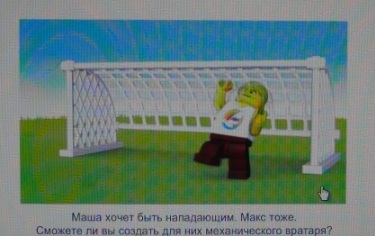 Маша хочет быть нападающим. Макс тоже.
Сможете ли вы создать для них механического вратаря?